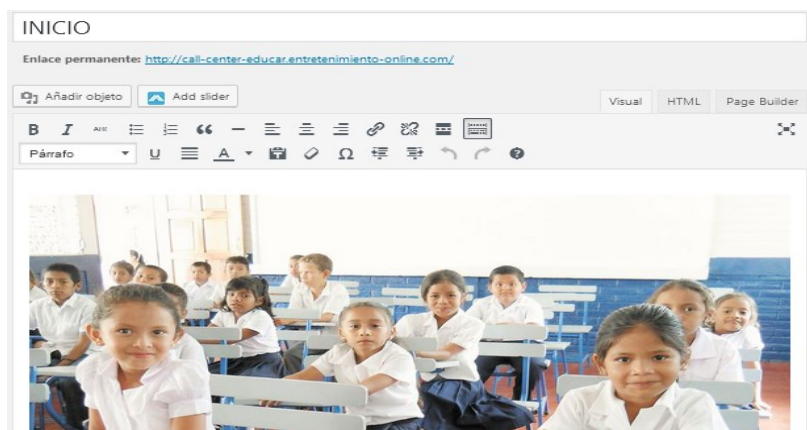 INICIO
Enlace permanente: http://call-center-educar.entretenimiento-online.com/
Añadir objeto Add slider
Visual HTML Page Builder
B I ABC
Párrafo U A Ω